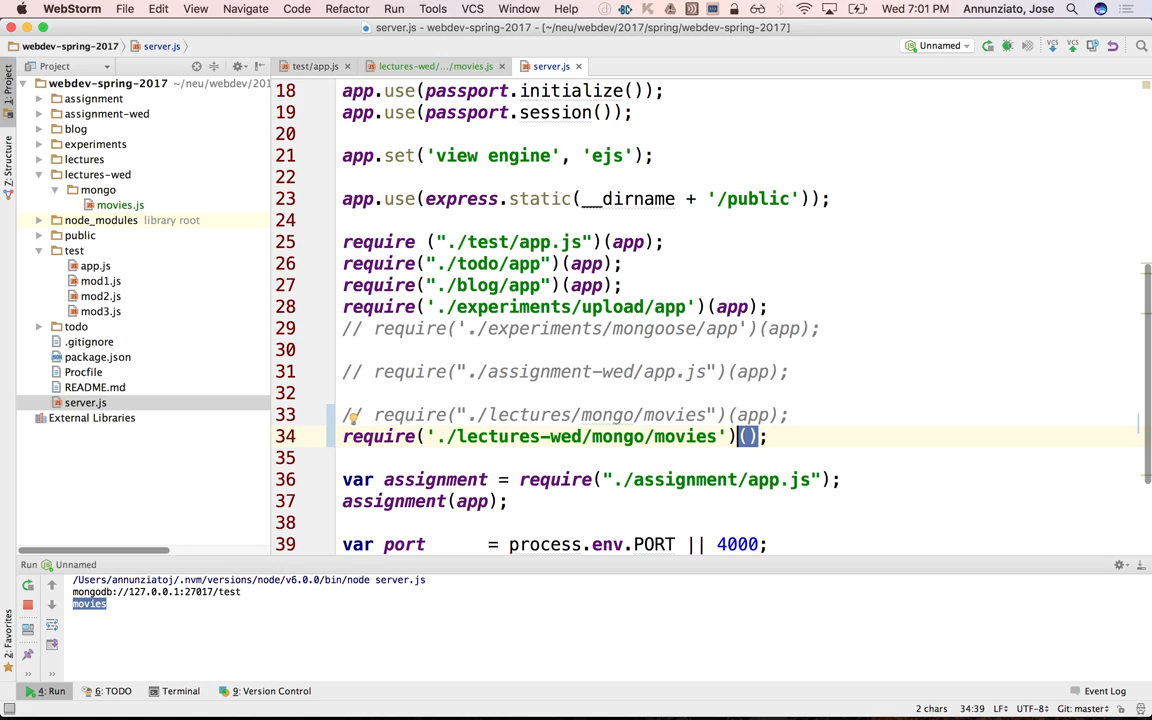 WebStorm File Edit View Navigate Code Refactor Run Tools VCS Window Help Wed 7:01 PM Annunziato, Jose
server.js - webdev-spring-2017 - [~/neu/webdev/2017/spring/webdev-spring-2017]
webdev-spring-2017 server.js Unnamed
Project test/app.js lectures-wed/.../movies.js server.js
1: Project
Z: Structure
2: Favorites
webdev-spring-2017 ~/neu/webdev/201
assignment
assignment-wed
blog
experiments
lectures
lectures-wed
mongo
movies.js
node_modules library root
public
test
app.js
mod1.js
mod2.js
mod3.js
todo
.gitignore
package.json
Procfile
README.md
server.js
External Libraries
18 app.use(passport.initialize());
19 app.use(passport.session());
20
21 app.set('view engine', 'ejs');
22
23 app.use(express.static(__dirname + '/public'));
24
25 require ("./test/app.js")(app);
26 require("./todo/app")(app);
27 require("./blog/app")(app);
28 require('./experiments/upload/app')(app);
29 // require('./experiments/mongoose/app')(app);
30
31 // require("./assignment-wed/app.js")(app);
32
33 // require("./lectures/mongo/movies")(app);
34 require('./lectures-wed/mongo/movies')();
35
36 var assignment = require("./assignment/app.js");
37 assignment(app);
38
39 var port = process.env.PORT || 4000;
Run Unnamed
/Users/annunziatoj/.nvm/versions/node/v6.0.0/bin/node server.js
mongodb://127.0.0.1:27017/test
movies
4: Run 6: TODO Terminal 9: Version Control Event Log
2 chars 34:39 LF÷ UTF-8÷ Git: master÷